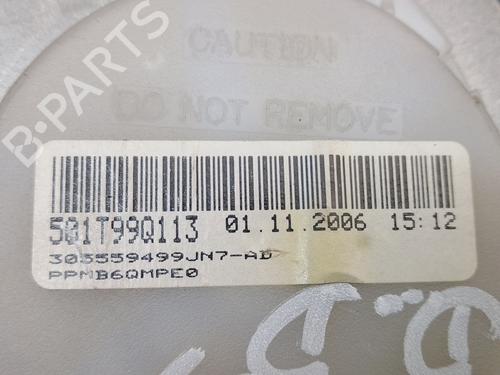 CAUTION
DO NOT REMOVE
B-PARTS
501T99Q113 01.11.2006 15:12
305559499JN7-AD
PPMB6QMPE0